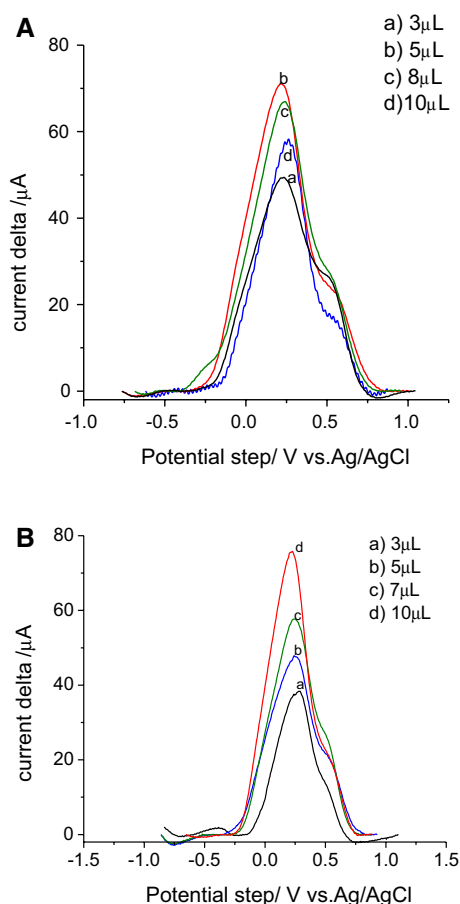 A
a) 3µL
b) 5µL
c) 8µL
d)10µL
80
60
40
20
0
current delta /µA
b
c
d
a
-1.0
-0.5
0.0
0.5
1.0
Potential step/ V vs.Ag/AgCl
B
a) 3µL
b) 5µL
c) 7µL
d) 10µL
80
60
40
20
0
current delta /µA
d
c
b
a
-1.5
-1.0
-0.5
0.0
0.5
1.0
1.5
Potential step/ V vs.Ag/AgCl